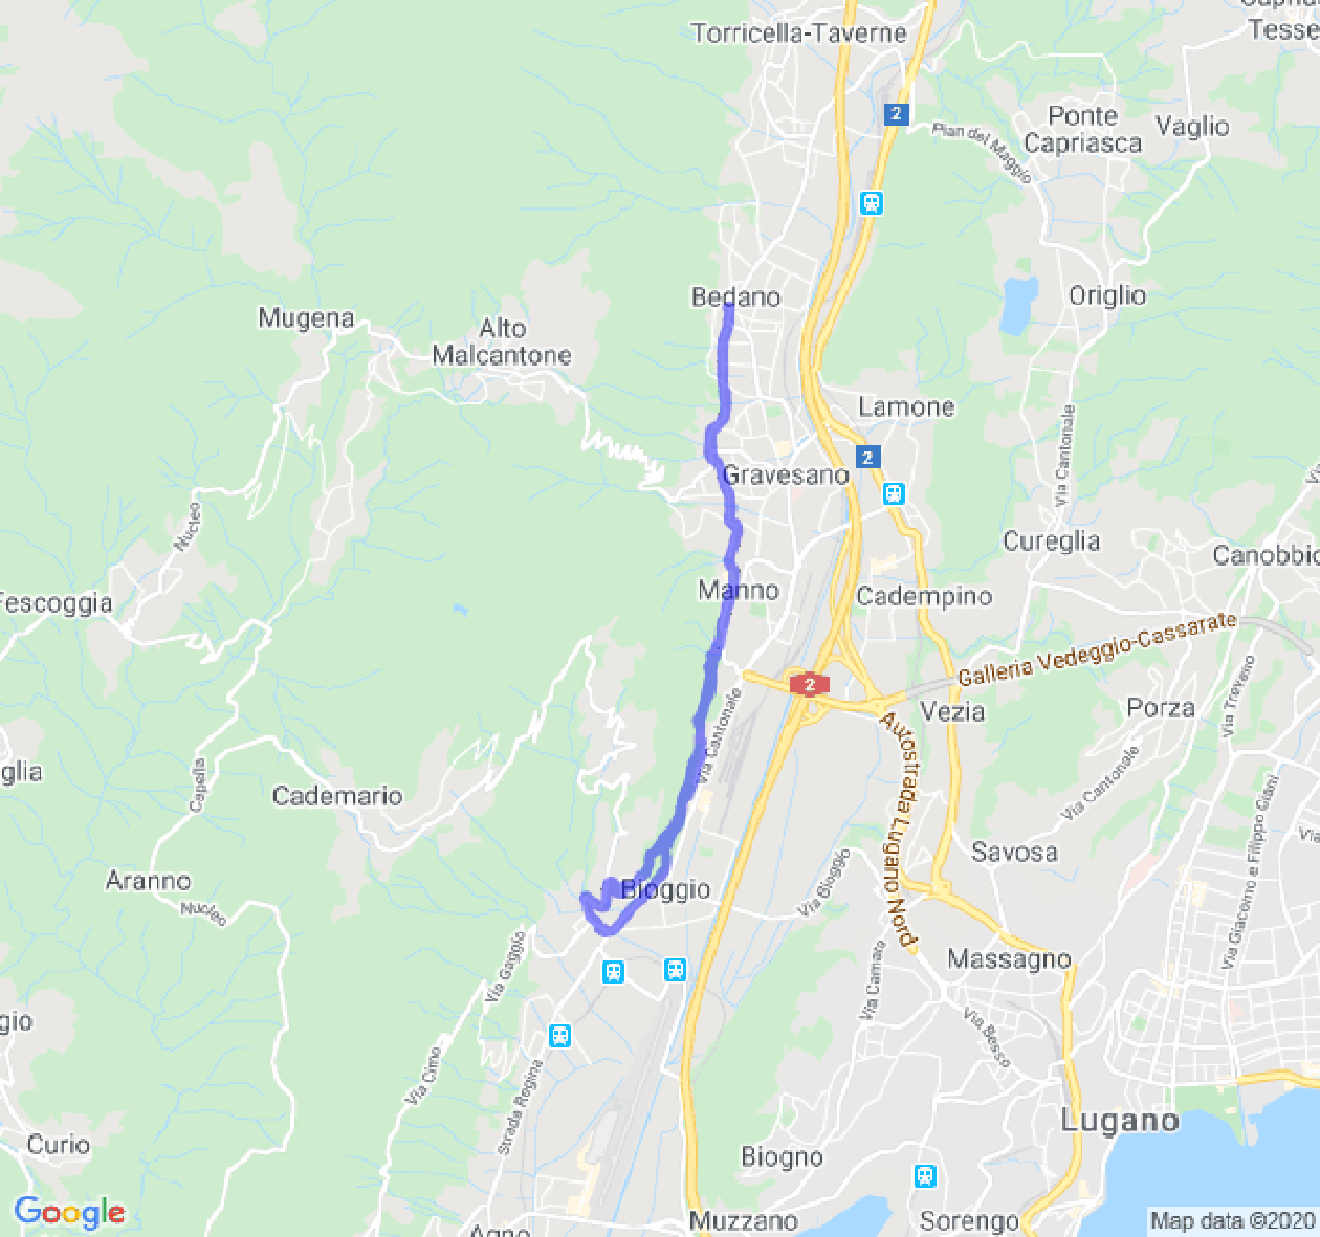 Torricella-Taverne
Tesse
2
Ponte
Capriasca
Vaglio
Pian del Maggio
Bedano
Origlio
Mugena
Alto
Malcantone
Lamone
2
Via Cantonale
Gravesano
Nucleo
Cureglia
Canobbio
Manno
Cadempino
Fescoggia
Galleria Vedeggio-Cassarate
2
Via Trevano
Vezia
Porza
Via Cantonale
Autostrada Lugano Nord
glia
Capella
Cademario
Via Cantonale
Via Giacomo e Filippo Ciani
Via
Savosa
Aranno
Bioggio
Via Bioggio
Nucleo
Via Gaggio
Massagno
Via Camara
gio
Via Besso
Via Cimo
Strada Regina
Lugano
Curio
Biogno
Google
Agno
Muzzano
Sorengo
Map data ©2020